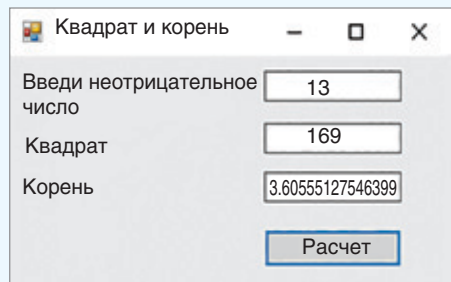 Квадрат и корень
Введи неотрицательное
число
13
Квадрат
169
Корень
3.60555127546399
Расчет